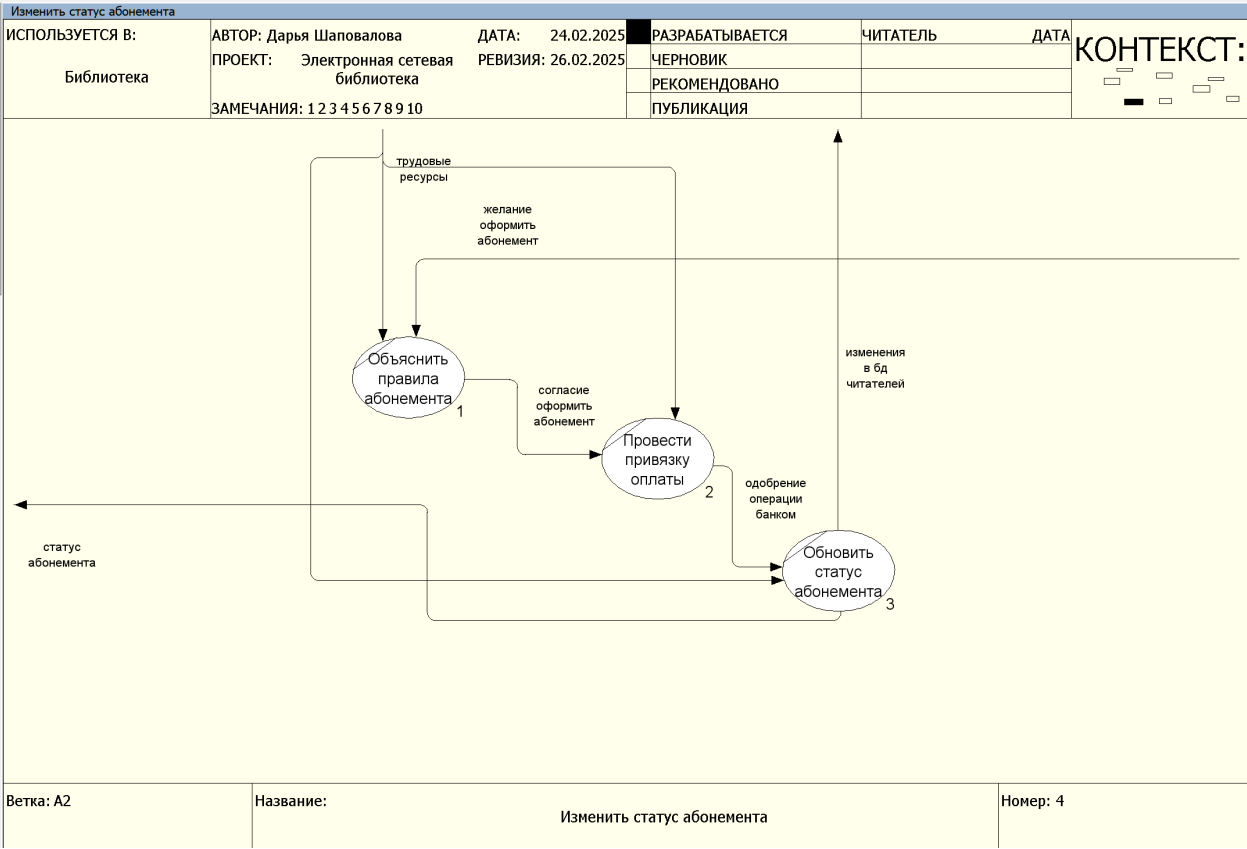 Изменить статус абонемента
ИСПОЛЬЗУЕТСЯ В:
Библиотека
АВТОР: Дарья Шаповалова
ДАТА: 24.02.2025
ПРОЕКТ: Электронная сетевая
библиотека
РЕВИЗИЯ: 26.02.2025
ЗАМЕЧАНИЯ: 1 2 3 4 5 6 7 8 9 10
РАЗРАБАТЫВАЕТСЯ
ЧЕРНОВИК
РЕКОМЕНДОВАНО
ПУБЛИКАЦИЯ
ЧИТАТЕЛЬ ДАТА
КОНТЕКСТ:
трудовые
ресурсы
желание
оформить
абонемент
Объяснить
правила
абонемента
1
согласие
оформить
абонемент
изменения
в бд
читателей
Провести
привязку
оплаты
2
одобрение
операции
банком
статус
абонемента
Обновить
статус
абонемента
3
Ветка: A2
Название:
Изменить статус абонемента
Номер: 4